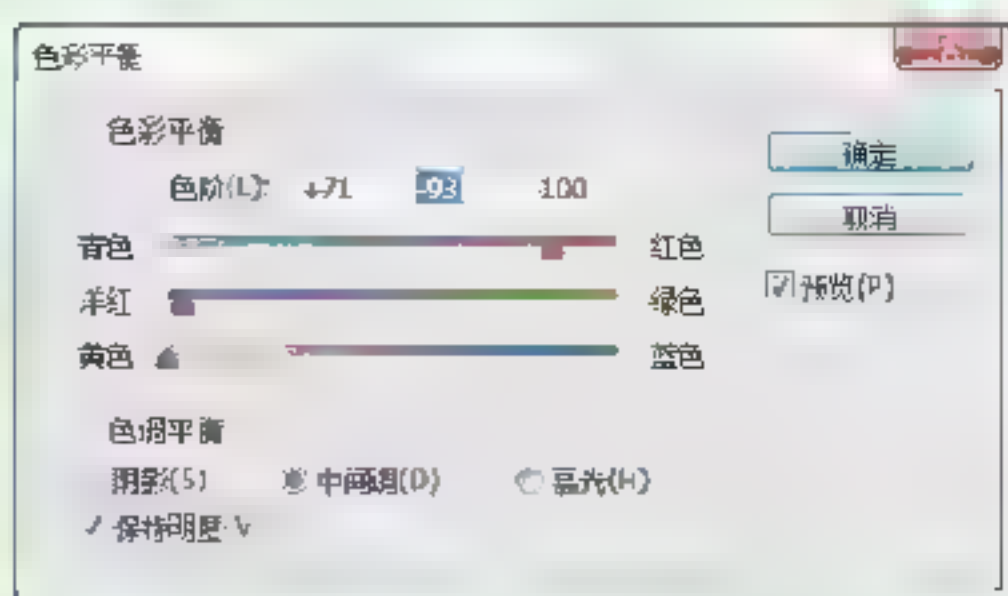 色彩平衡
色彩平衡
色阶(L): +71 -93 -100
青色 红色
洋红 绿色
黄色 蓝色
确定
取消
预览(P)
色调平衡
阴影(S) 中间调(D) 高光(H)
保持明度 V